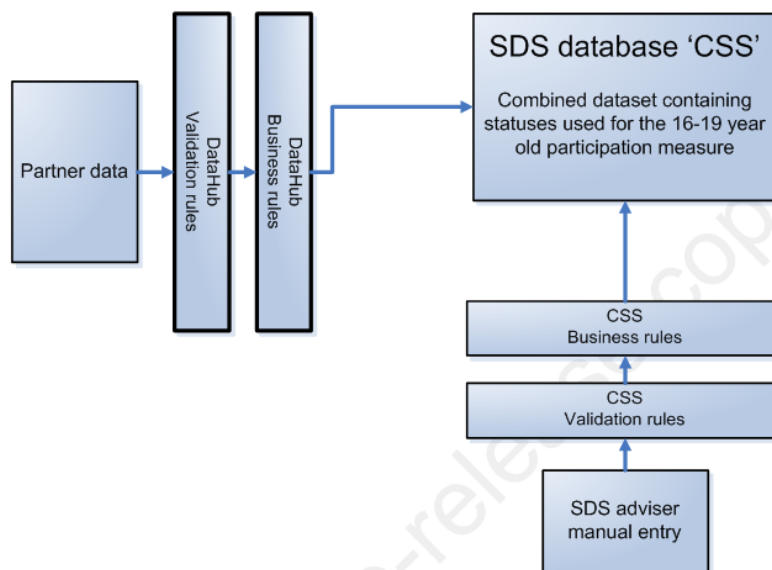 SDS database ‘CSS’
Combined dataset containing
statuses used for the 16-19 year
old participation measure
Partner data
DataHub
Validation rules
DataHub
Business rules
CSS
Business rules
CSS
Validation rules
SDS adviser
manual entry